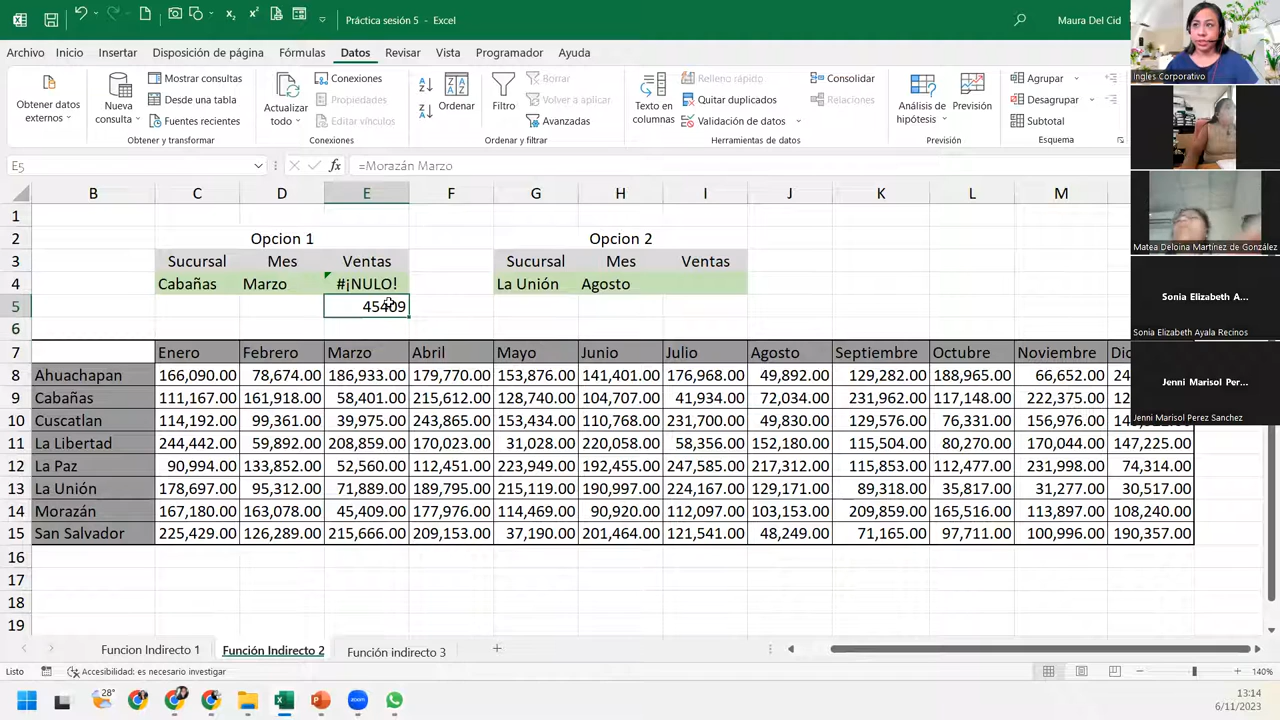 Práctica sesión 5 - Excel
Maura Del Cid
Archivo Inicio Insertar Disposición de página Fórmulas Datos Revisar Vista Programador Ayuda
Obtener datos externos
Nueva consulta
Mostrar consultas
Desde una tabla
Fuentes recientes
Obtener y transformar
Actualizar todo
Conexiones
Propiedades
Editar vínculos
Conexiones
Ordenar
Filtro
Borrar
Volver a aplicar
Avanzadas
Ordenar y filtrar
Texto en columnas
Relleno rápido
Quitar duplicados
Validación de datos
Consolidar
Relaciones
Herramientas de datos
Análisis de hipótesis
Previsión
Previsión
Agrupar
Desagrupar
Subtotal
Esquema
Ingles Corporativo
Matea Deloina Martínez de González
Sonia Elizabeth A...
Sonia Elizabeth Ayala Recinos
Jenni Marisol Per...
Jenni Marisol Perez Sanchez
E5 fx =Morazán Marzo
B C D E F G H I J K L M
1
2 Opcion 1 Opcion 2
3 Sucursal Mes Ventas Sucursal Mes Ventas
4 Cabañas Marzo #¡NULO! La Unión Agosto
5 45409
6
7 Enero Febrero Marzo Abril Mayo Junio Julio Agosto Septiembre Octubre Noviembre
8 Ahuachapan 166,090.00 78,674.00 186,933.00 179,770.00 153,876.00 141,401.00 176,968.00 49,892.00 129,282.00 188,965.00 66,652.00
9 Cabañas 111,167.00 161,918.00 58,401.00 215,612.00 128,740.00 104,707.00 41,934.00 72,034.00 231,962.00 117,148.00 222,375.00
10 Cuscatlan 114,192.00 99,361.00 39,975.00 243,865.00 153,434.00 110,768.00 231,700.00 49,830.00 129,576.00 76,331.00 156,976.00
11 La Libertad 244,442.00 59,892.00 208,859.00 170,078.00 31,028.00 220,058.00 58,356.00 152,180.00 115,504.00 80,270.00 170,044.00 147,225.00
12 La Paz 90,994.00 133,852.00 52,560.00 112,451.00 223,949.00 192,455.00 247,585.00 217,312.00 115,853.00 112,477.00 231,998.00 74,314.00
13 La Unión 178,697.00 95,312.00 71,889.00 189,795.00 215,119.00 190,997.00 224,167.00 129,171.00 89,318.00 35,817.00 31,277.00 30,517.00
14 Morazán 167,180.00 163,078.00 45,409.00 177,976.00 114,469.00 90,920.00 112,097.00 103,153.00 209,859.00 165,516.00 113,897.00 108,240.00
15 San Salvador 225,429.00 126,289.00 215,666.00 209,153.00 37,190.00 201,464.00 121,541.00 48,249.00 71,165.00 97,711.00 100,996.00 190,357.00
16
17
18
19
Funcion Indirecto 1 Función Indirecto 2 Función indirecto 3
Listo Accesibilidad: es necesario investigar 140%
28° 13:14
6/11/2023